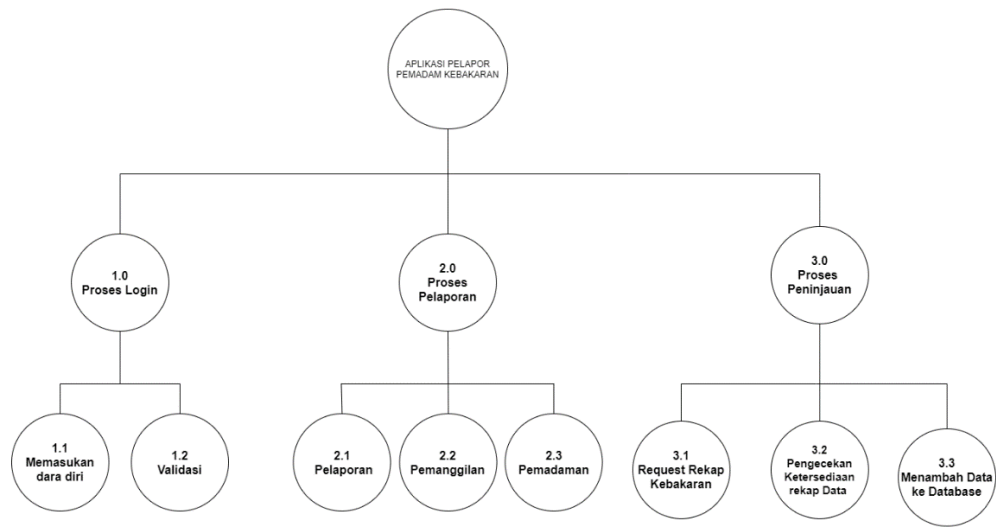 APLIKASI PELAPOR
PEMADAM KEBAKARAN
1.0
Proses Login
2.0
Proses
Pelaporan
3.0
Proses
Peninjauan
1.1
Memasukan
dara diri
1.2
Validasi
2.1
Pelaporan
2.2
Pemanggilan
2.3
Pemadaman
3.1
Request Rekap
Kebakaran
3.2
Pengecekan
Ketersediaan
rekap Data
3.3
Menambah Data
ke Database